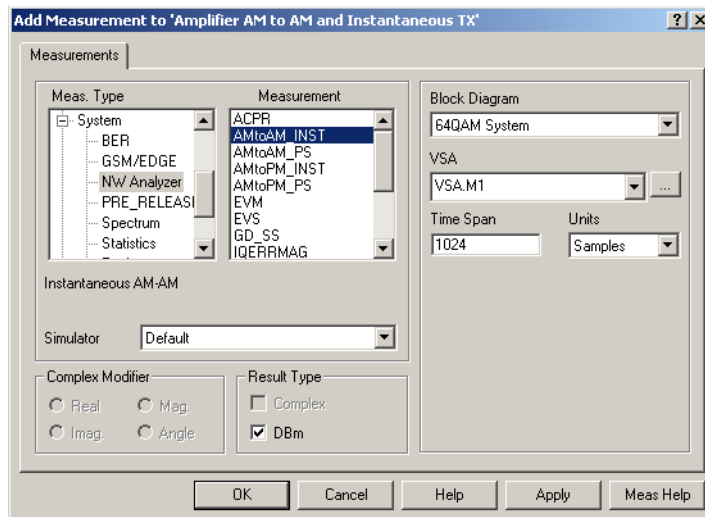 Add Measurement to 'Amplifier AM to AM and Instantaneous TX'
Measurements
Meas. Type
System
BER
GSM/EDGE
NW Analyzer
PRE_RELEASI
Spectrum
Statistics
Measurement
ACPR
AMtoAM_INST
AMtoAM_PS
AMtoPM_INST
AMtoPM_PS
EVM
EVS
GD_SS
IQERRMAG
Instantaneous AM-AM
Simulator
Default
Complex Modifier
Real
Mag.
Imag.
Angle
Result Type
Complex
DBm
Block Diagram
64QAM System
VSA
VSA.M1
...
Time Span
Units
1024
Samples
OK
Cancel
Help
Apply
Meas Help